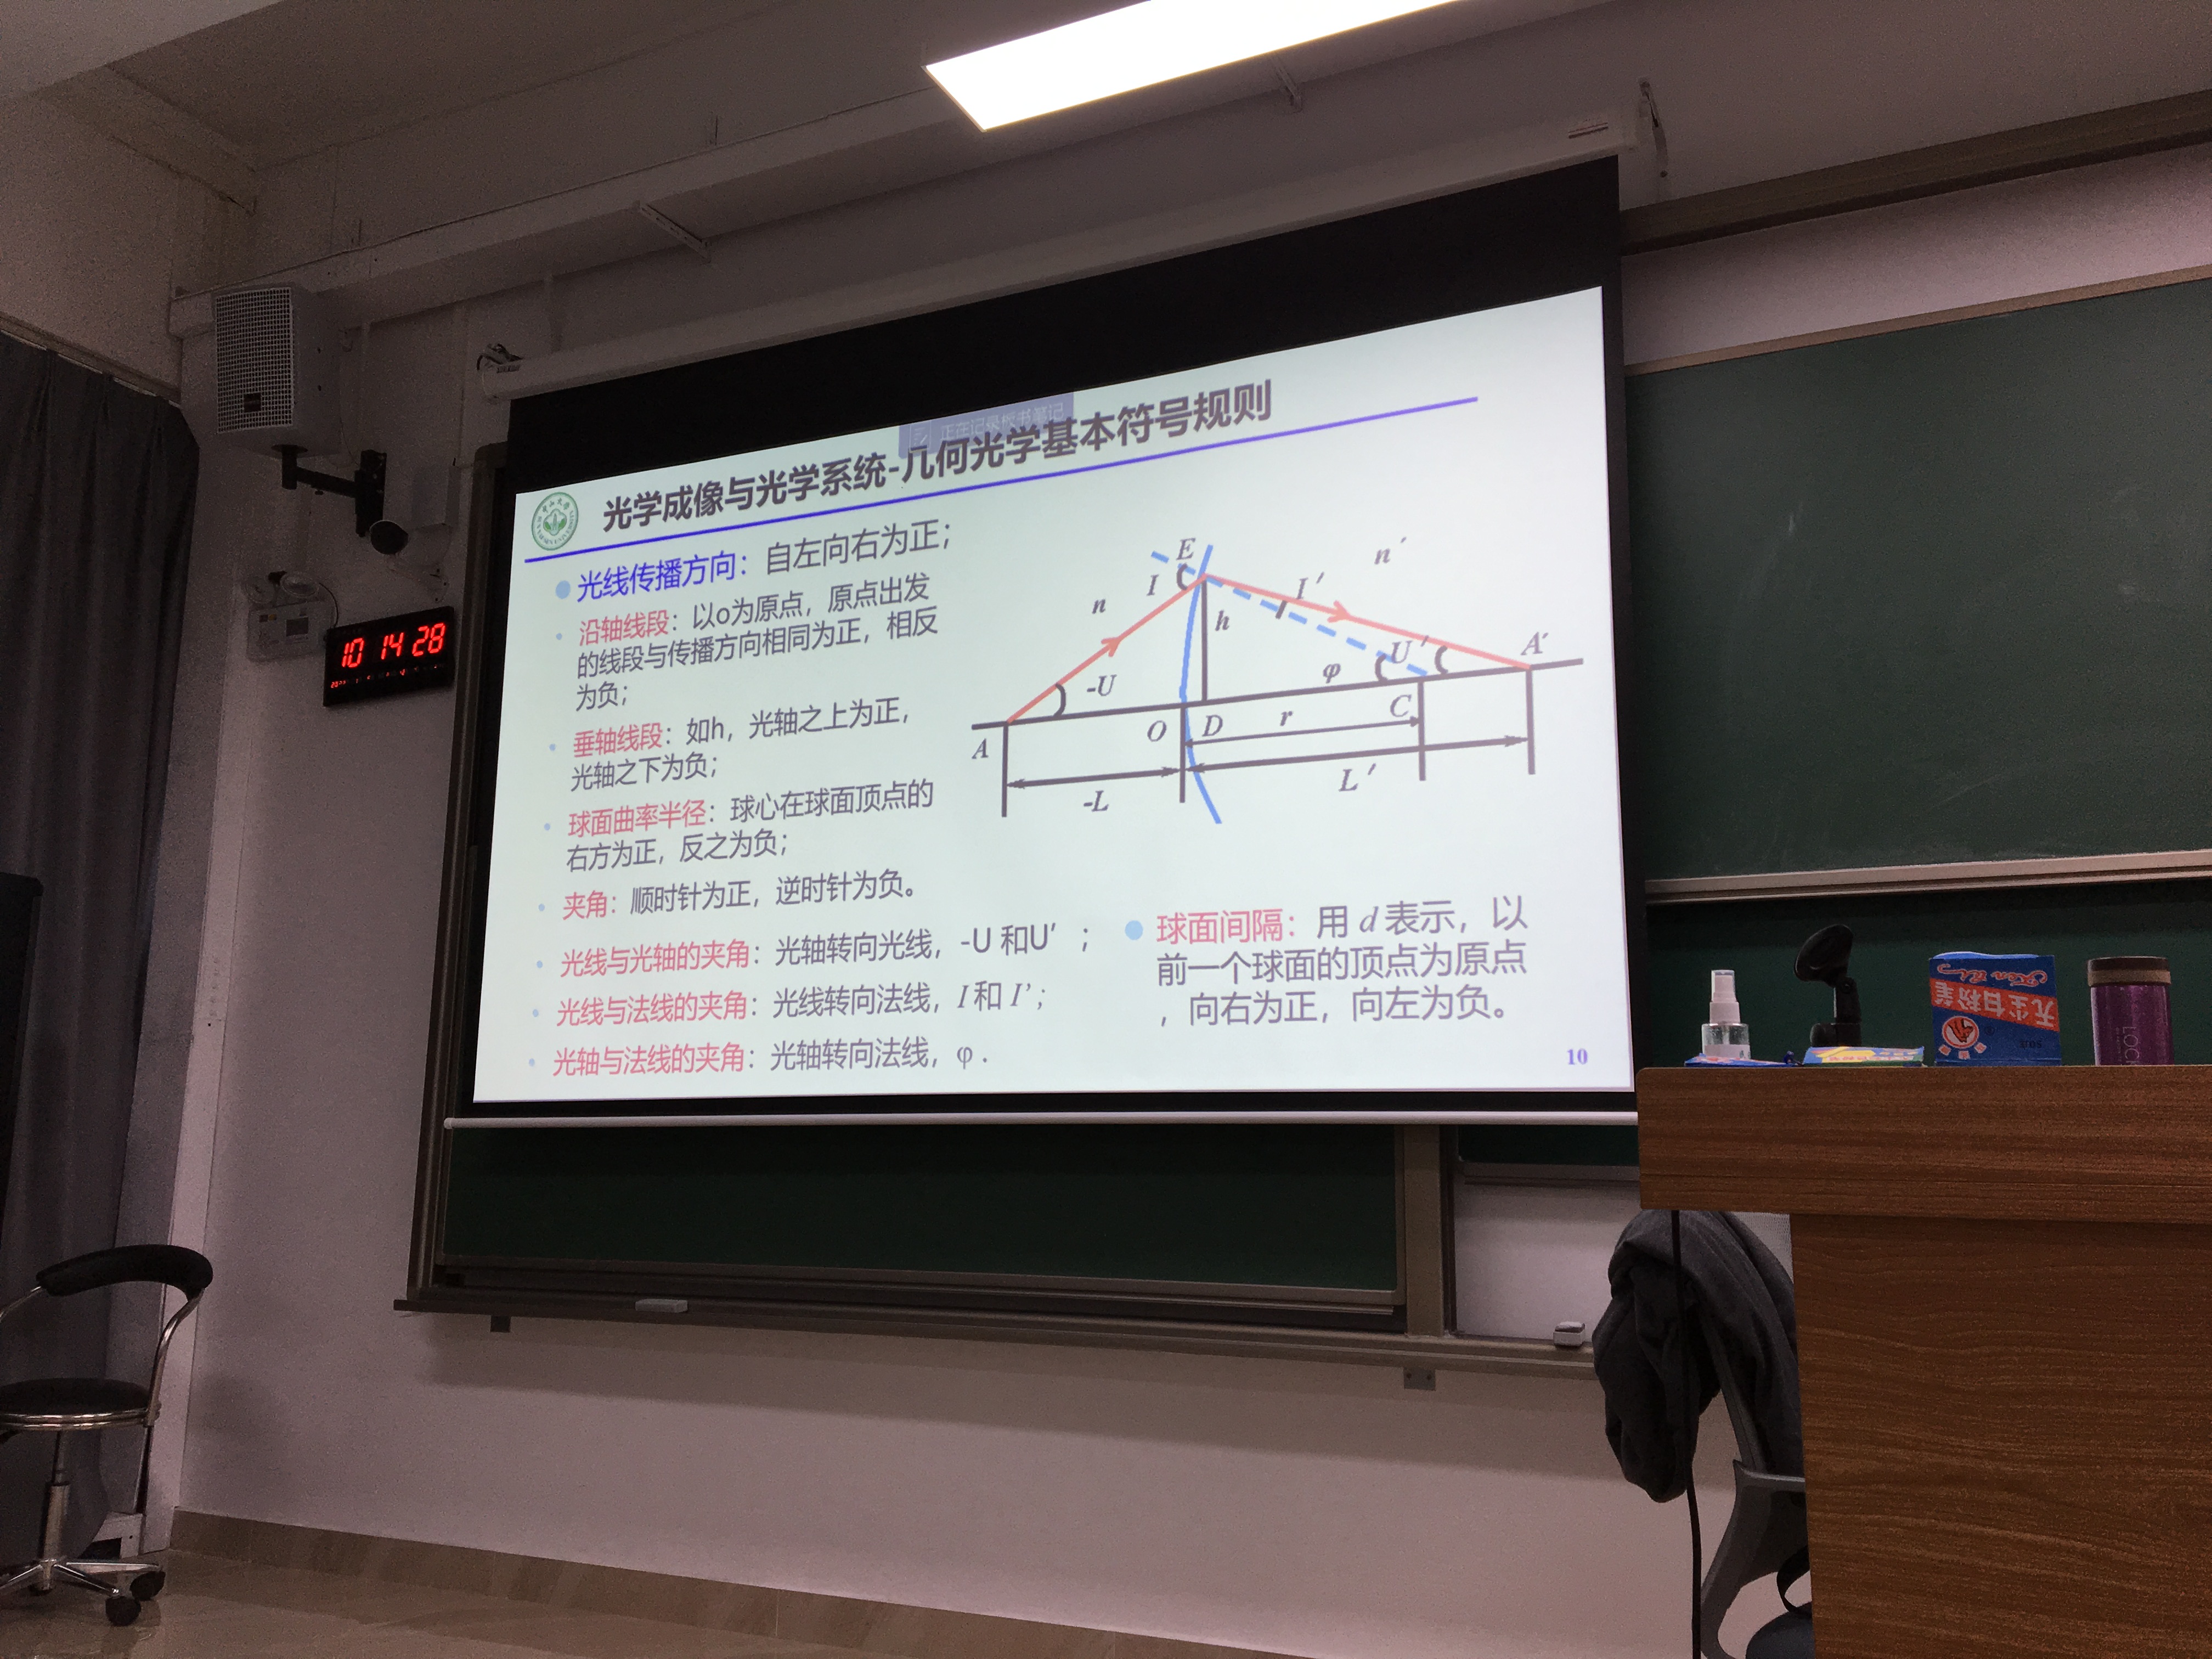 正在记录板书笔记
光学成像与光学系统-几何光学基本符号规则
光线传播方向：自左向右为正；
沿轴线段：以o为原点，原点出发
的线段与传播方向相同为正，相反
为负；
垂轴线段：如h，光轴之上为正，
光轴之下为负；
球面曲率半径：球心在球面顶点的
右方为正，反之为负；
夹角：顺时针为正，逆时针为负。
光线与光轴的夹角：光轴转向光线，-U 和U′；
光线与法线的夹角：光线转向法线，I 和 I’；
光轴与法线的夹角：光轴转向法线，φ .
E
n´
I
I′
n
h
-U
φ
U′
A´
A
O
D
r
C
-L
L′
球面间隔：用 d 表示，以
前一个球面的顶点为原点
，向右为正，向左为负。
10
10 14 28
无尘白粉笔
LOCK